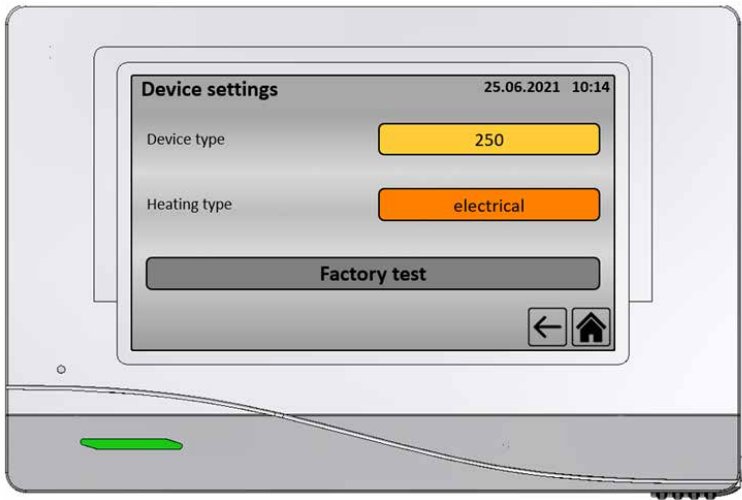 Device settings 25.06.2021 10:14
Device type 250
Heating type electrical
Factory test